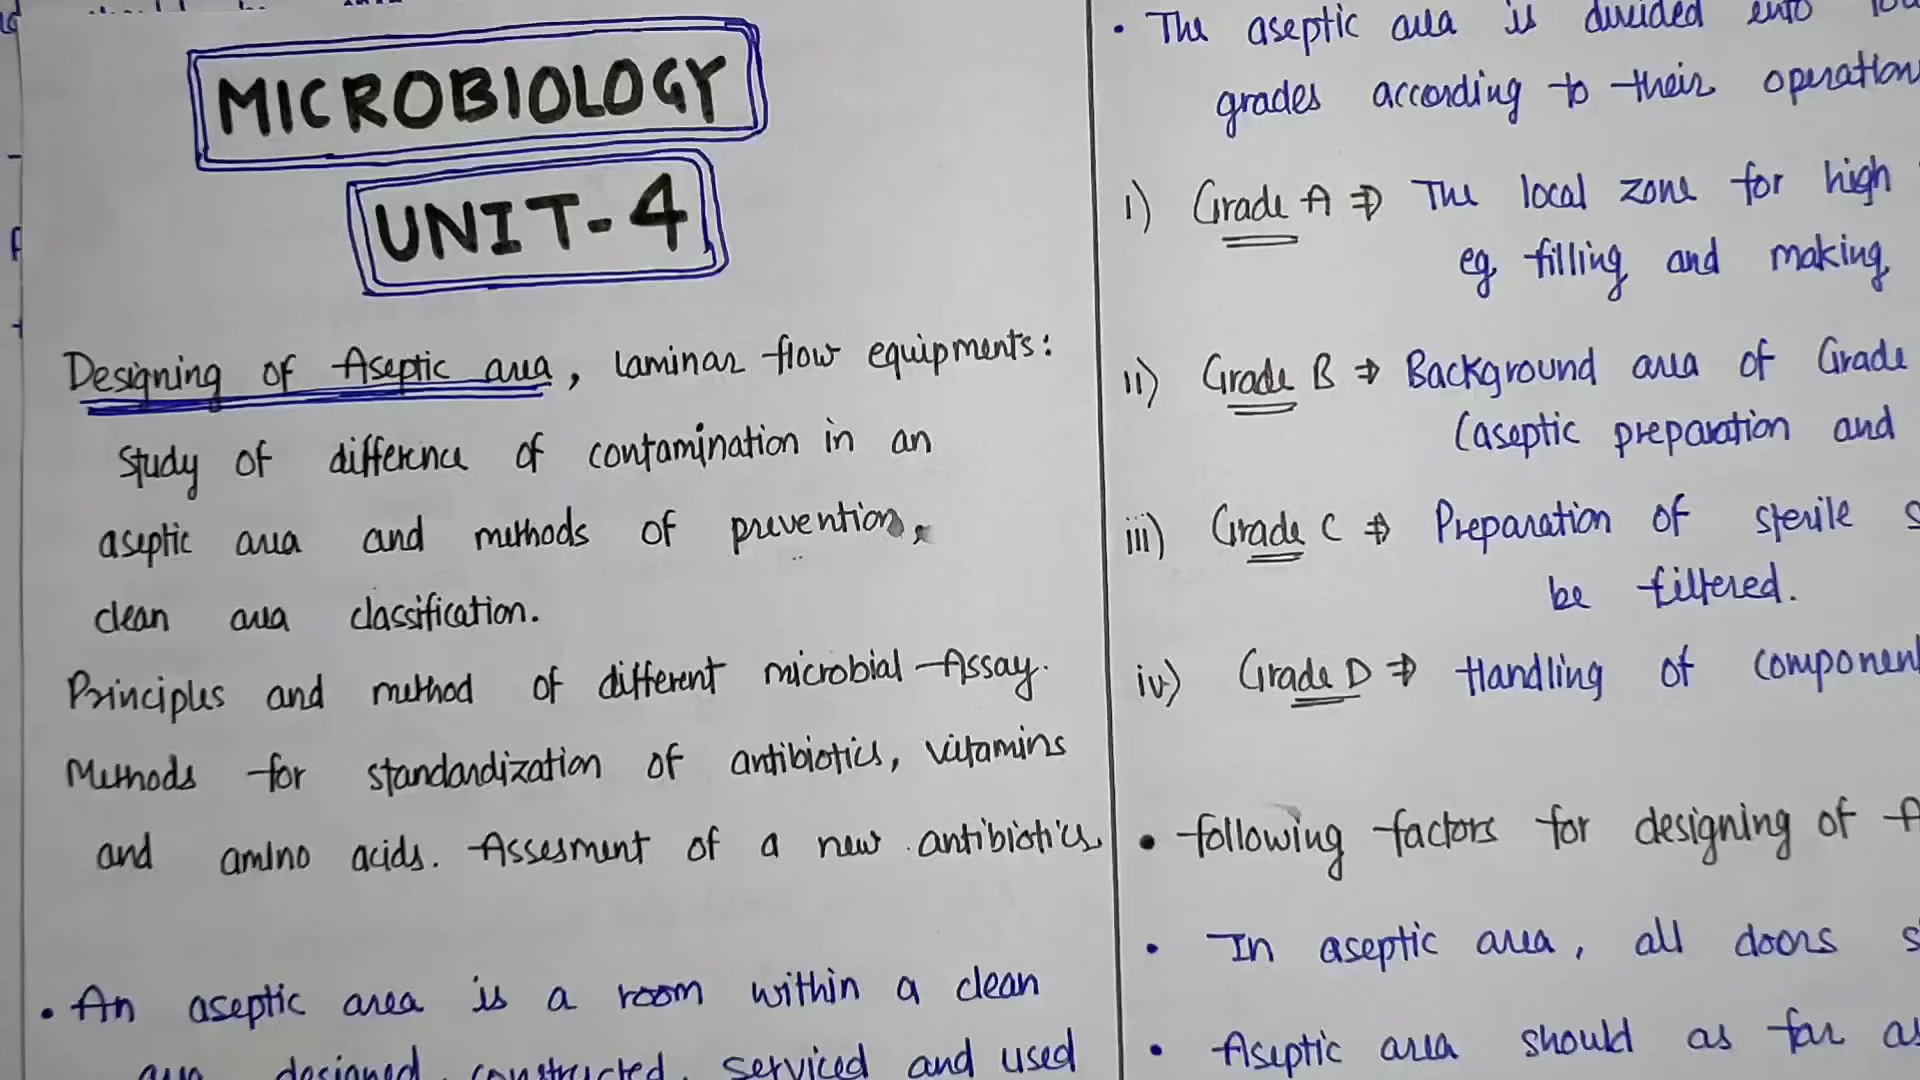 MICROBIOLOGY
UNIT-4
Designing of Aseptic area, laminar flow equipments:
Study of difference of contamination in an
aseptic area and methods of prevention,
clean area classification.
Principles and method of different microbial Assay.
Methods for standardization of antibiotics, vitamins
and amino acids. Assesment of a new antibiotics.
• An aseptic area is a room within a clean
area designed, constructed, serviced and used
• The aseptic area is divided into
grades according to their operation
i) Grade A ⇒ The local zone for high
eg filling and making
ii) Grade B ⇒ Background area of Grade
(aseptic preparation and
iii) Grade C ⇒ Preparation of sterile
be filtered.
iv) Grade D ⇒ Handling of component
• following factors for designing of
• In aseptic area, all doors
• Aseptic area should as far as